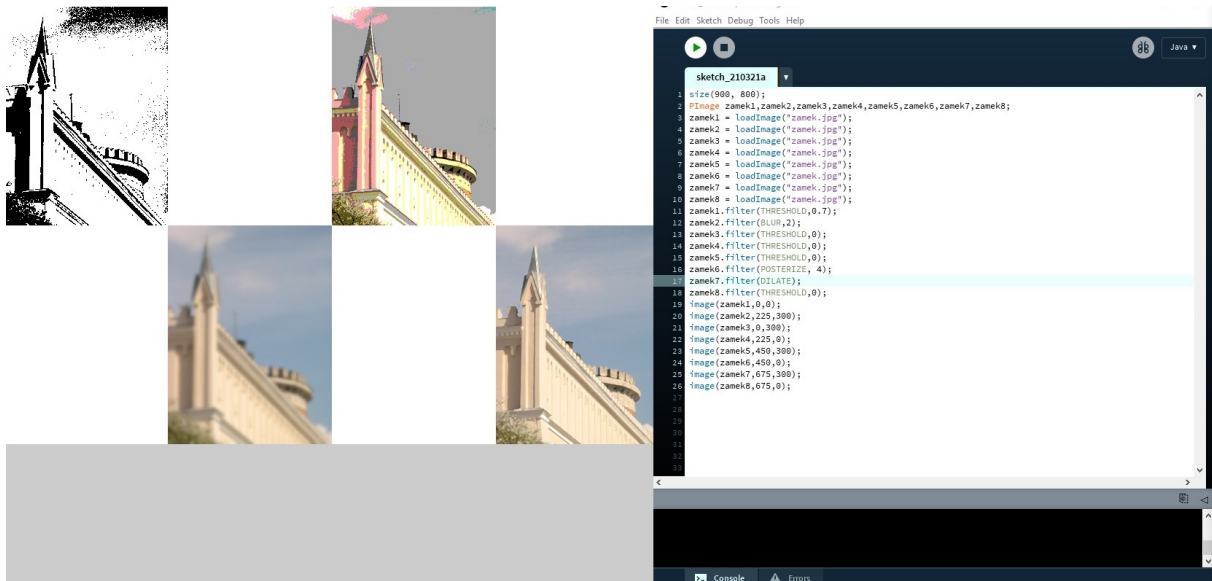 File Edit Sketch Debug Tools Help
Java ▾
sketch_210321a ▾
1 size(900, 800);
2 PImage zamek1,zamek2,zamek3,zamek4,zamek5,zamek6,zamek7,zamek8;
3 zamek1 = loadImage("zamek.jpg");
4 zamek2 = loadImage("zamek.jpg");
5 zamek3 = loadImage("zamek.jpg");
6 zamek4 = loadImage("zamek.jpg");
7 zamek5 = loadImage("zamek.jpg");
8 zamek6 = loadImage("zamek.jpg");
9 zamek7 = loadImage("zamek.jpg");
10 zamek8 = loadImage("zamek.jpg");
11 zamek1.filter(THRESHOLD,0.7);
12 zamek2.filter(BLUR,2);
13 zamek3.filter(THRESHOLD,0);
14 zamek4.filter(THRESHOLD,0);
15 zamek5.filter(THRESHOLD,0);
16 zamek6.filter(POSTERIZE, 4);
17 zamek7.filter(DILATE);
18 zamek8.filter(THRESHOLD,0);
19 image(zamek1,0,0);
20 image(zamek2,225,300);
21 image(zamek3,0,300);
22 image(zamek4,225,0);
23 image(zamek5,450,300);
24 image(zamek6,450,0);
25 image(zamek7,675,300);
26 image(zamek8,675,0);
27
28
29
30
31
32
33
Console Errors